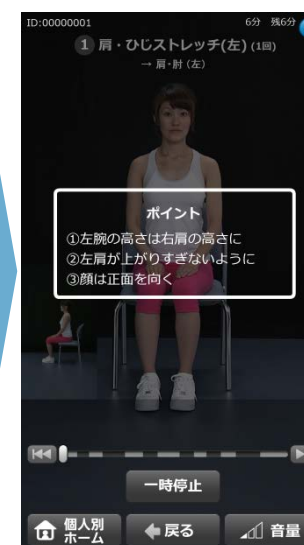 ID:00000001
6分 残6分
1 肩・ひじストレッチ(左) (1回)
→ 肩・肘 (左)
ポイント
①左腕の高さは右肩の高さに
②左肩が上がりすぎないように
③顔は正面を向く
一時停止
個人別
ホーム
戻る
音量